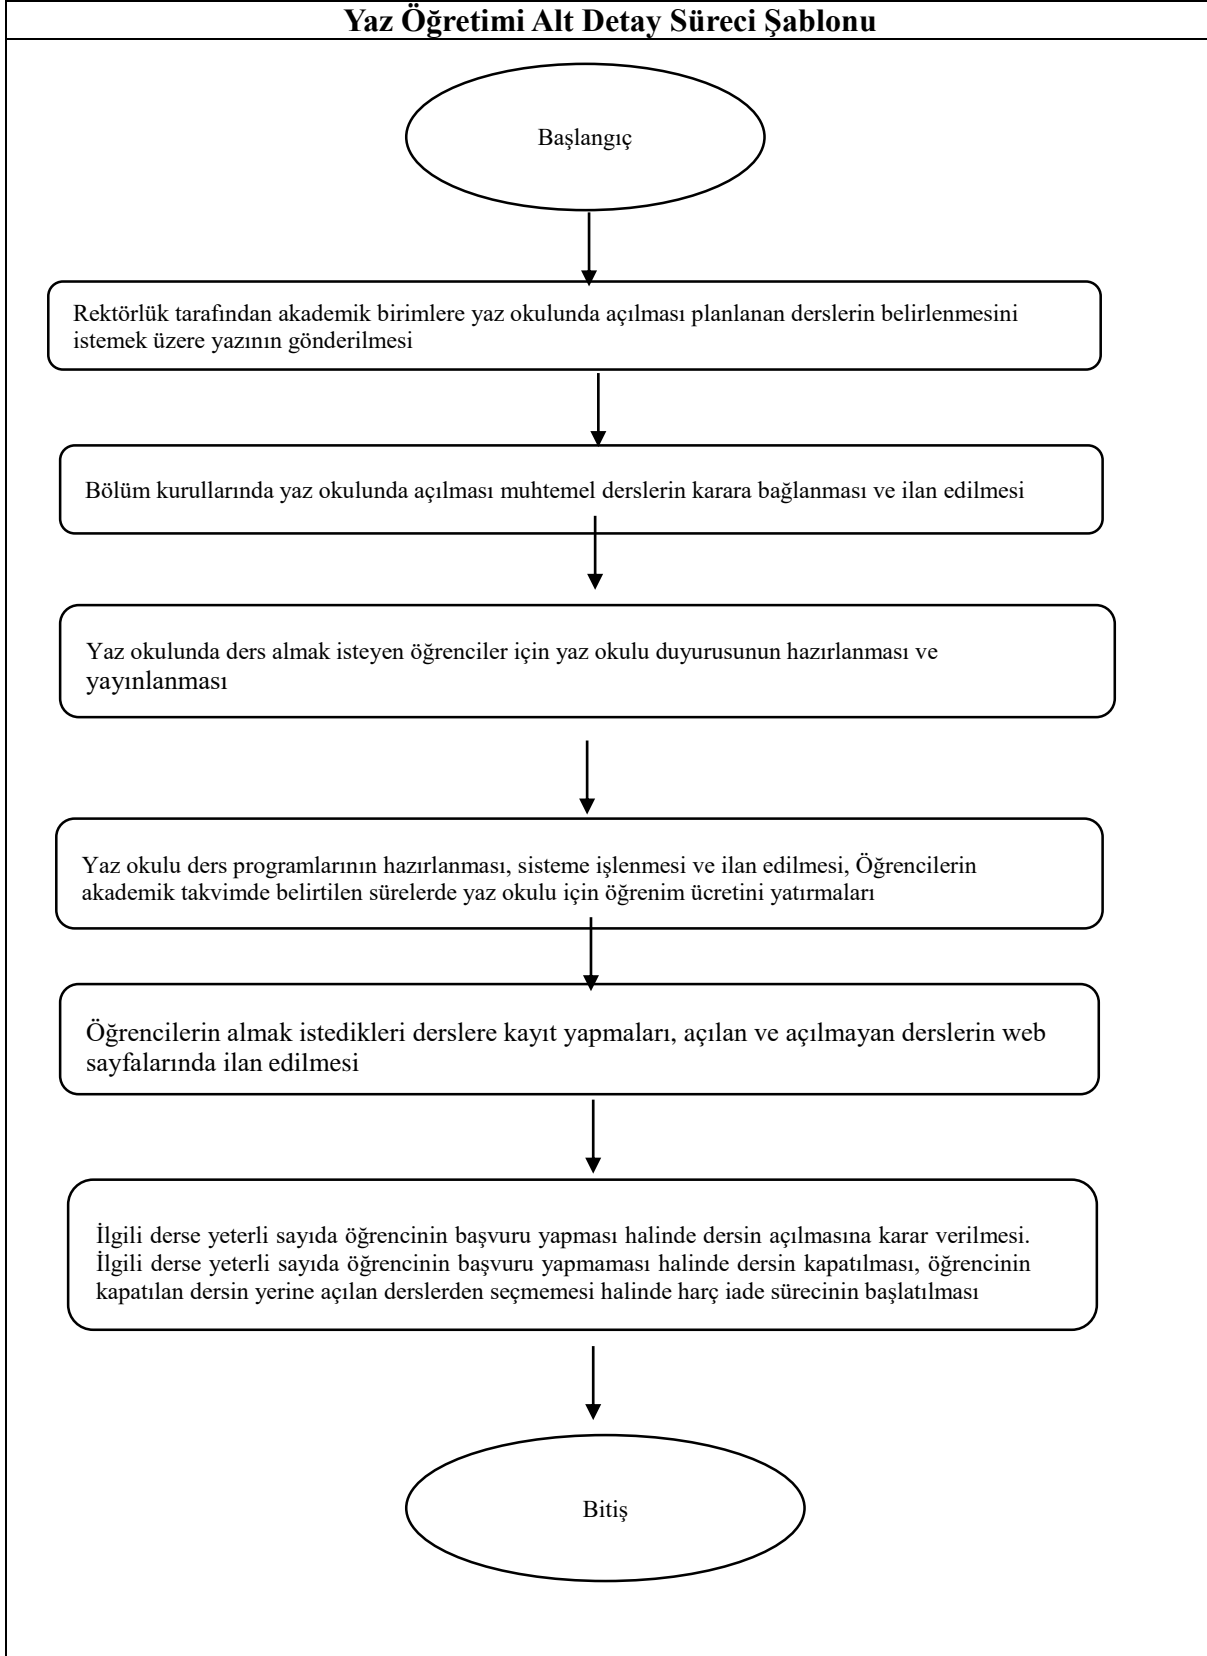 Yaz Öğretimi Alt Detay Süreci Şablonu
Başlangıç
Rektörlük tarafından akademik birimlere yaz okulunda açılması planlanan derslerin belirlenmesini
istemek üzere yazının gönderilmesi
Bölüm kurullarında yaz okulunda açılması muhtemel derslerin karara bağlanması ve ilan edilmesi
Yaz okulunda ders almak isteyen öğrenciler için yaz okulu duyurusunun hazırlanması ve
yayınlanması
Yaz okulu ders programlarının hazırlanması, sisteme işlenmesi ve ilan edilmesi, Öğrencilerin
akademik takvimde belirtilen sürelerde yaz okulu için öğrenim ücretini yatırmaları
Öğrencilerin almak istedikleri derslere kayıt yapmaları, açılan ve açılmayan derslerin web
sayfalarında ilan edilmesi
İlgili derse yeterli sayıda öğrencinin başvuru yapması halinde dersin açılmasına karar verilmesi.
İlgili derse yeterli sayıda öğrencinin başvuru yapmaması halinde dersin kapatılması, öğrencinin
kapatılan dersin yerine açılan derslerden seçmemesi halinde harç iade sürecinin başlatılması
Bitiş